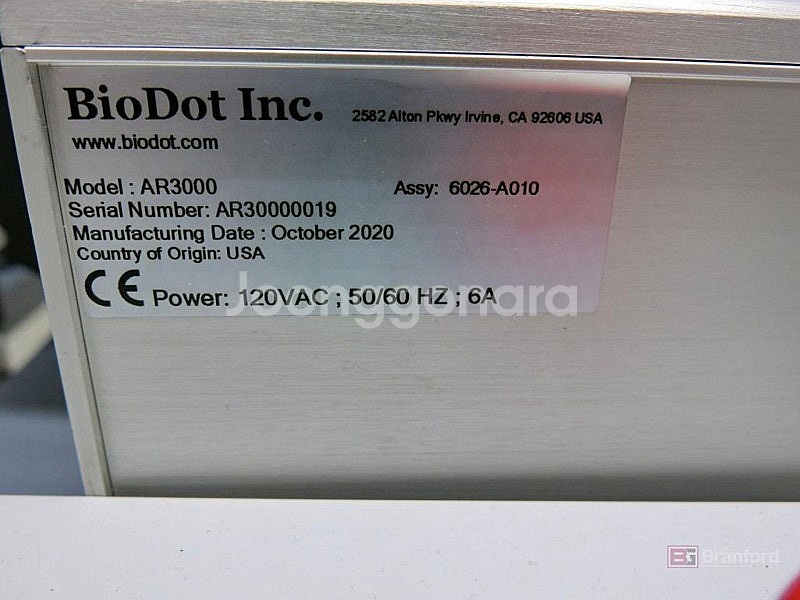 BioDot Inc. 2582 Alton Pkwy Irvine, CA 92606 USA
www.biodot.com
Model : AR3000 Assy: 6026-A010
Serial Number: AR30000019
Manufacturing Date : October 2020
Country of Origin: USA
CE Power: 120VAC ; 50/60 HZ ; 6A
Joonggonara
BG Branford